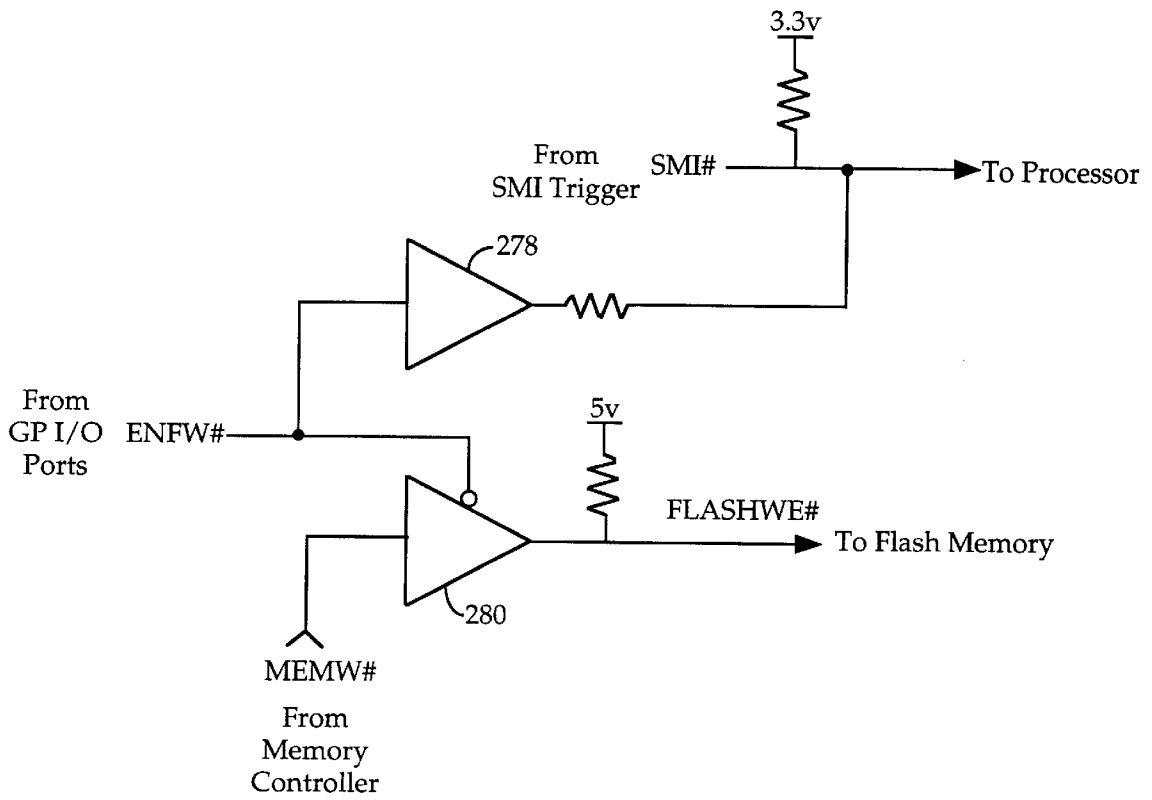 3.3v
From
SMI Trigger
SMI#
To Processor
278
From
GP I/O
Ports
ENFW#
5v
FLASHWE#
To Flash Memory
280
MEMW#
From
Memory
Controller